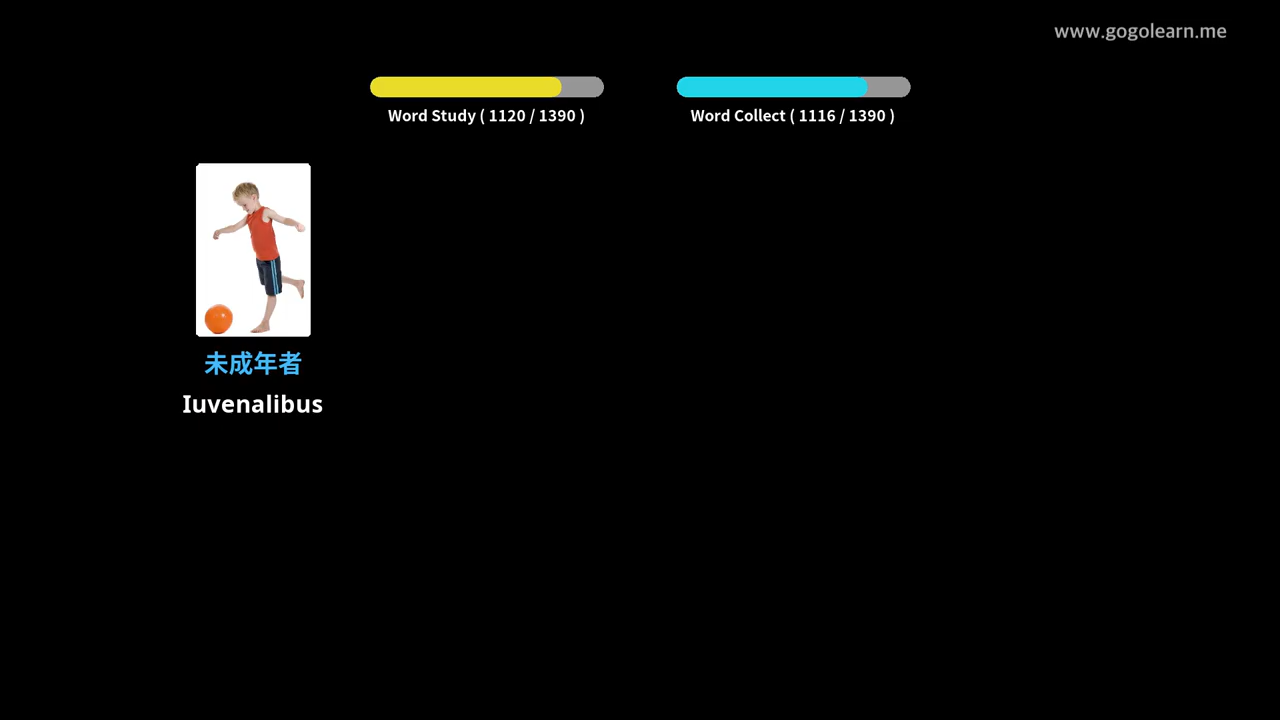 www.gogolearn.me
Word Study ( 1120 / 1390 )
Word Collect ( 1116 / 1390 )
未成年者
Iuvenalibus